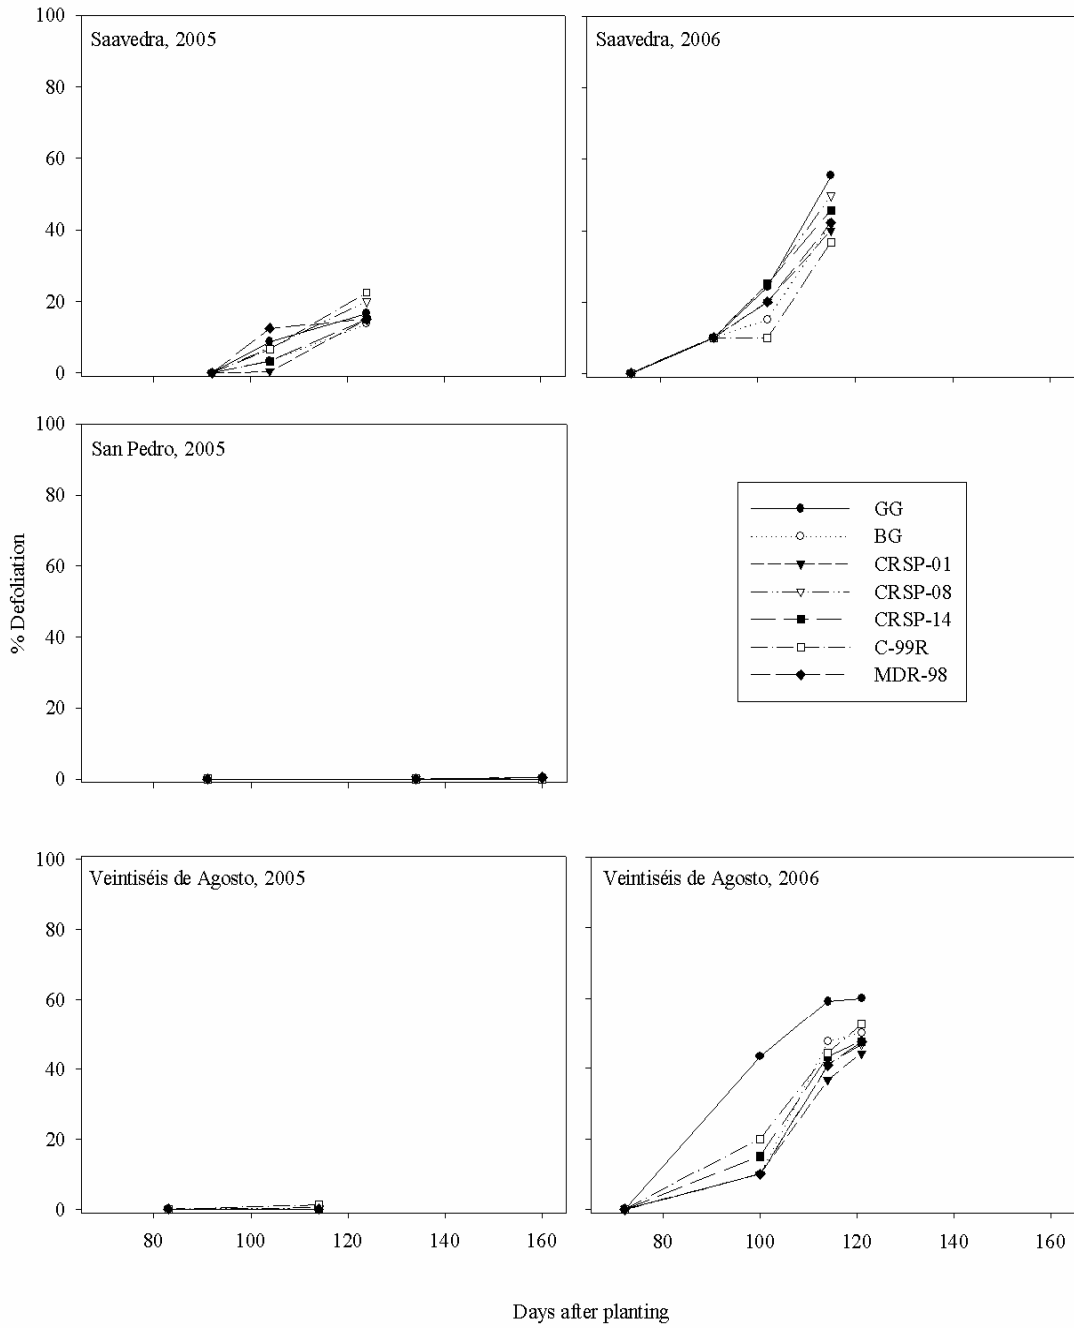 100
80
60
40
20
0
Saavedra, 2005
Saavedra, 2006
100
80
60
40
20
0
San Pedro, 2005
% Defoliation
GG
BG
CRSP-01
CRSP-08
CRSP-14
C-99R
MDR-98
100
80
60
40
20
0
Veintiséis de Agosto, 2005
Veintiséis de Agosto, 2006
80 100 120 140 160
80 100 120 140 160
Days after planting